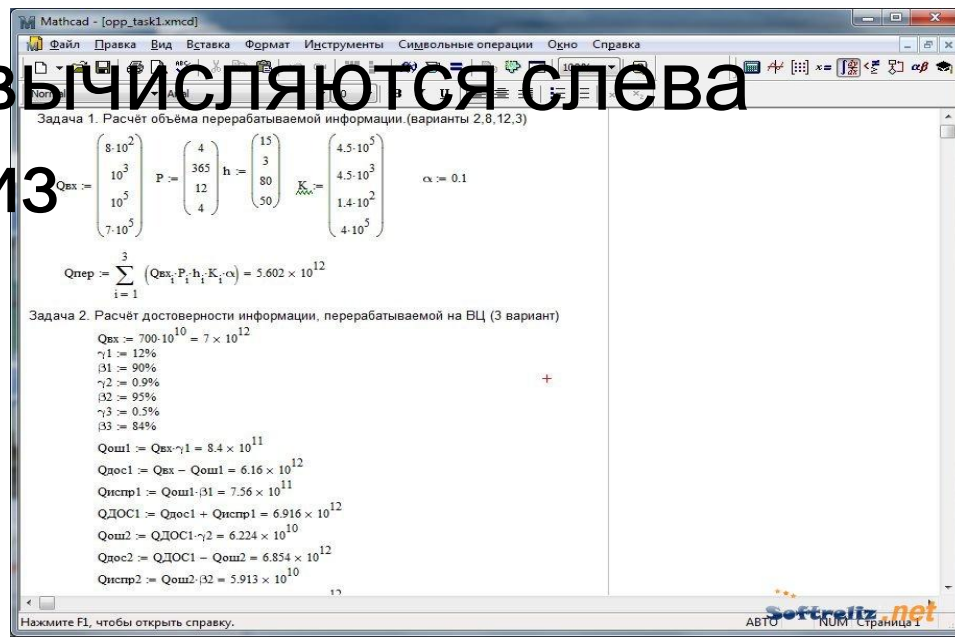 Mathcad - [opp_task1.xmcd]
Файл Правка Вид Вставка Формат Инструменты Символьные операции Окно Справка
вычисляются слева
из
Задача 1. Расчёт объёма перерабатываемой информации.(варианты 2,8,12,3)
Qвх := (8·10^2 10^3 10^5 7·10^5) P := (4 365 12 4) h := (15 3 80 50) K := (4.5·10^5 4.5·10^3 1.4·10^2 4·10^5) α := 0.1
Qпер := ∑ i = 1 3 (Qвх_i·P_i·h_i·K_i·α) = 5.602 × 10^12
Задача 2. Расчёт достоверности информации, перерабатываемой на ВЦ (3 вариант)
Qвх := 700·10^10 = 7 × 10^12
γ1 := 12%
β1 := 90%
γ2 := 0.9%
β2 := 95%
γ3 := 0.5%
β3 := 84%
Qош1 := Qвх·γ1 = 8.4 × 10^11
Qдос1 := Qвх − Qош1 = 6.16 × 10^12
Qиспр1 := Qош1·β1 = 7.56 × 10^11
QДОС1 := Qдос1 + Qиспр1 = 6.916 × 10^12
Qош2 := QДОС1·γ2 = 6.224 × 10^10
Qдос2 := QДОС1 − Qош2 = 6.854 × 10^12
Qиспр2 := Qош2·β2 = 5.913 × 10^10
12
Нажмите F1, чтобы открыть справку.
АВТО NUM Страница 1
Softreliz.net